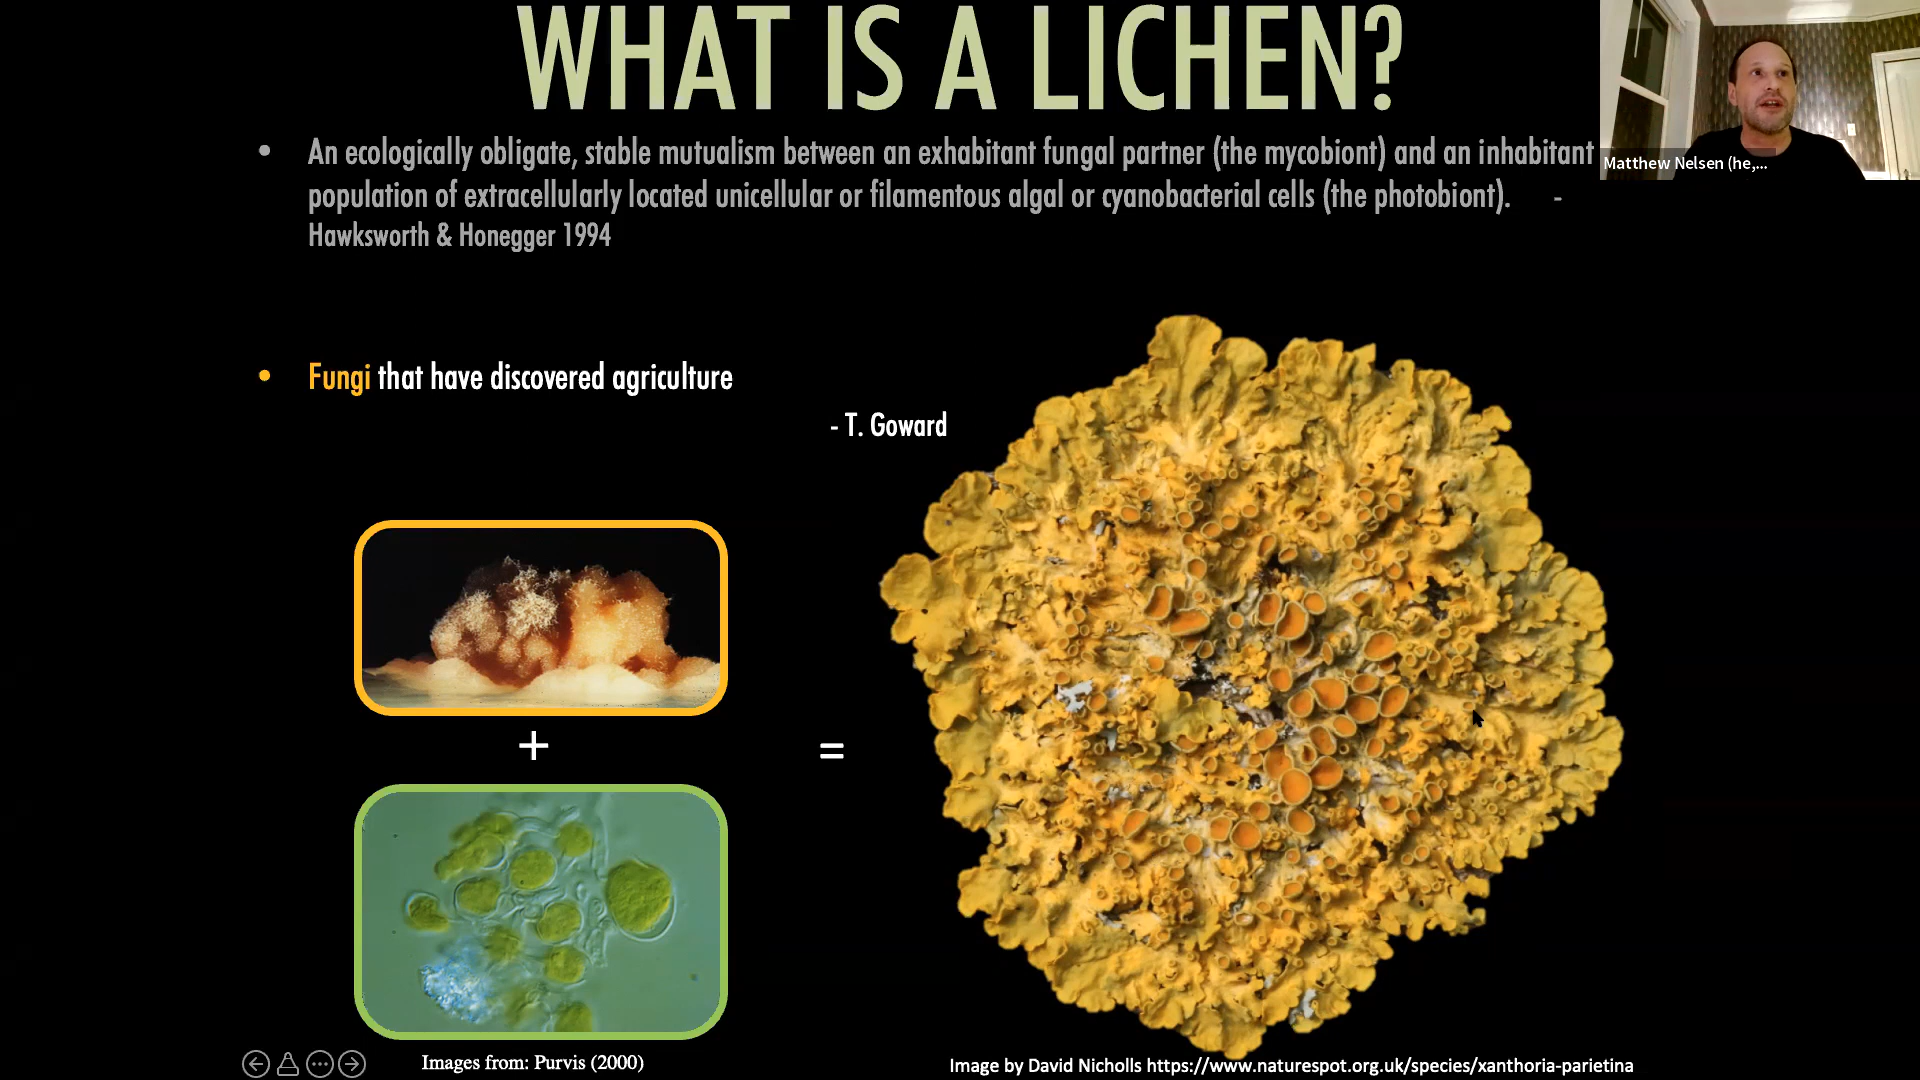 WHAT IS A LICHEN?
• An ecologically obligate, stable mutualism between an exhabitant fungal partner (the mycobiont) and an inhabitant
population of extracellularly located unicellular or filamentous algal or cyanobacterial cells (the photobiont). -
Hawksworth & Honegger 1994
Matthew Nelsen (he,...
• Fungi that have discovered agriculture
- T. Goward
+
=
Images from: Purvis (2000)
Image by David Nicholls https://www.naturespot.org.uk/species/xanthoria-parietina